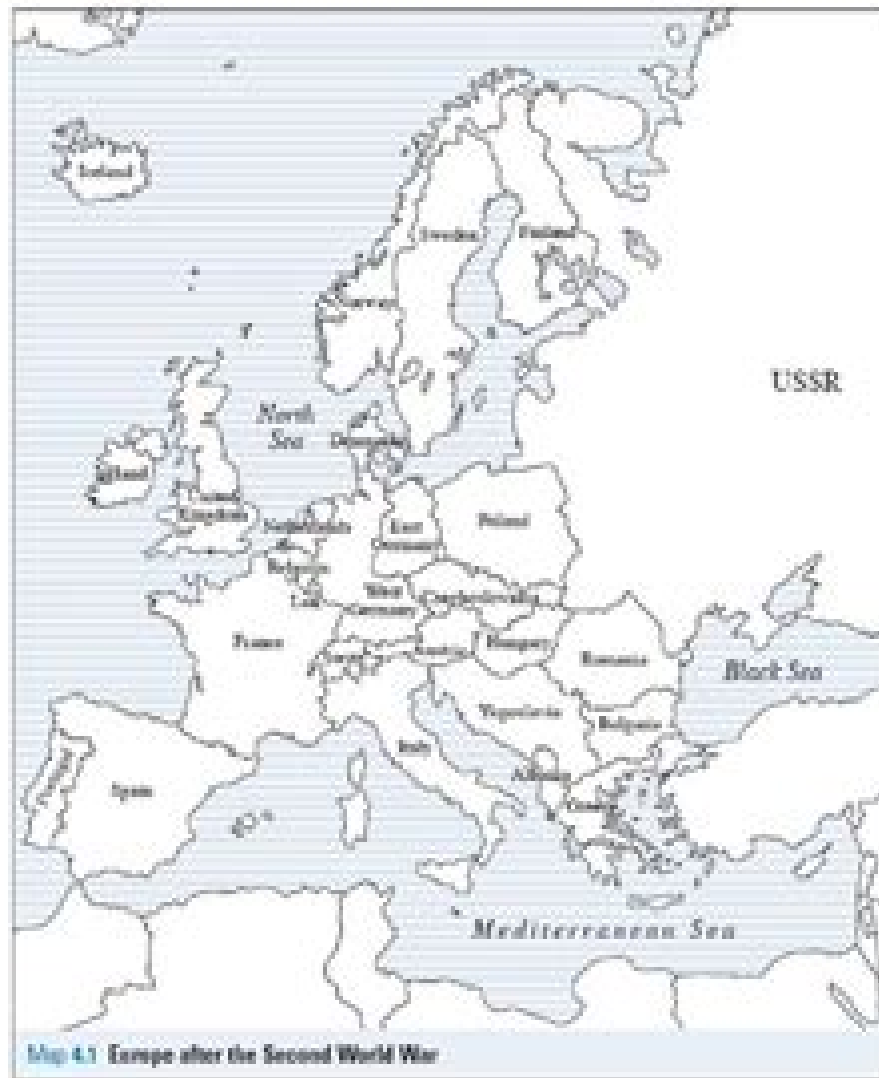 Iceland
Sweden
Finland
Norway
USSR
North
Sea
Denmark
Ireland
United
Kingdom
Netherlands
East
Germany
Poland
Belgium
West
Germany
Lux
Czechoslovakia
France
Austria
Hungary
Romania
Black Sea
Yugoslavia
Bulgaria
Italy
Portugal
Spain
Albania
Greece
Mediterranean Sea
Map 4.1 Europe after the Second World War